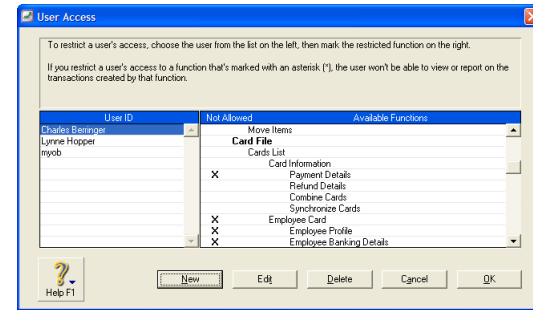 User Access
To restrict a user's access, choose the user from the list on the left, then mark the restricted function on the right.
If you restrict a user's access to a function that's marked with an asterisk (*), the user won't be able to view or report on the
transactions created by that function.
User ID
Not Allowed Available Functions
Charles Berringer
Lynne Hopper
myob
Move Items
Card File
Cards List
Card Information
X Payment Details
Refund Details
Combine Cards
Synchronize Cards
X Employee Card
X Employee Profile
X Employee Banking Details
Help F1
New
Edit
Delete
Cancel
OK